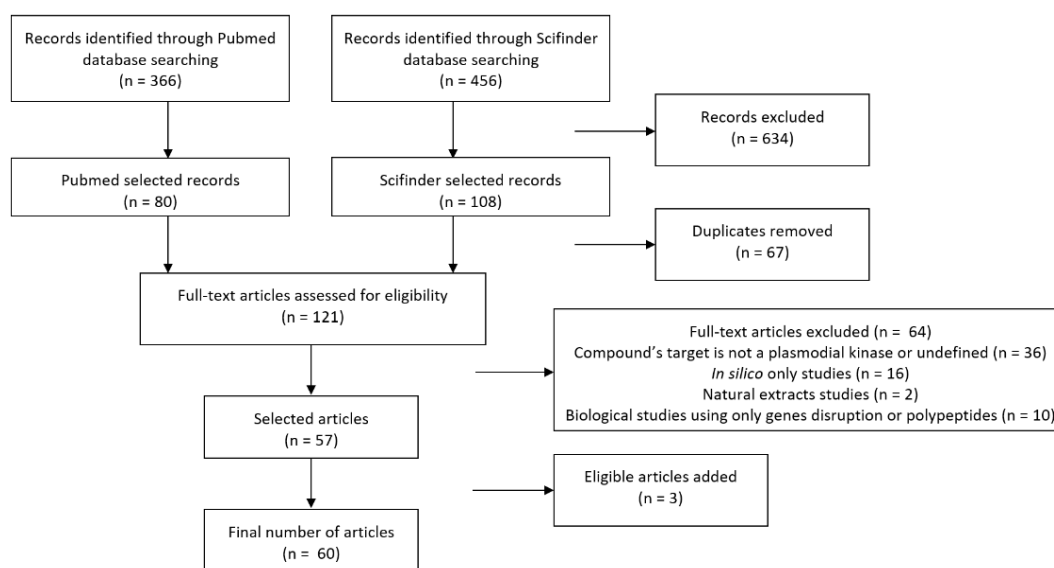 Records identified through Pubmed
database searching
(n = 366)
Records identified through Scifinder
database searching
(n = 456)
Records excluded
n = 634)
Pubmed selected records
(n = 80)
Scifinder selected records
(n = 108)
Duplicates removed
(n = 67)
Full-text articles assessed for eligibility
(n = 121)
Full-text articles excluded (n = 64)
Compound’s target is not a plasmodial kinase or undefined (n = 36)
In silico only studies (n = 16)
Natural extracts studies (n = 2)
Biological studies using only genes disruption or polypeptides (n = 10)
Selected articles
(n = 57)
Eligible articles added
(n = 3)
Final number of articles
(n = 60)